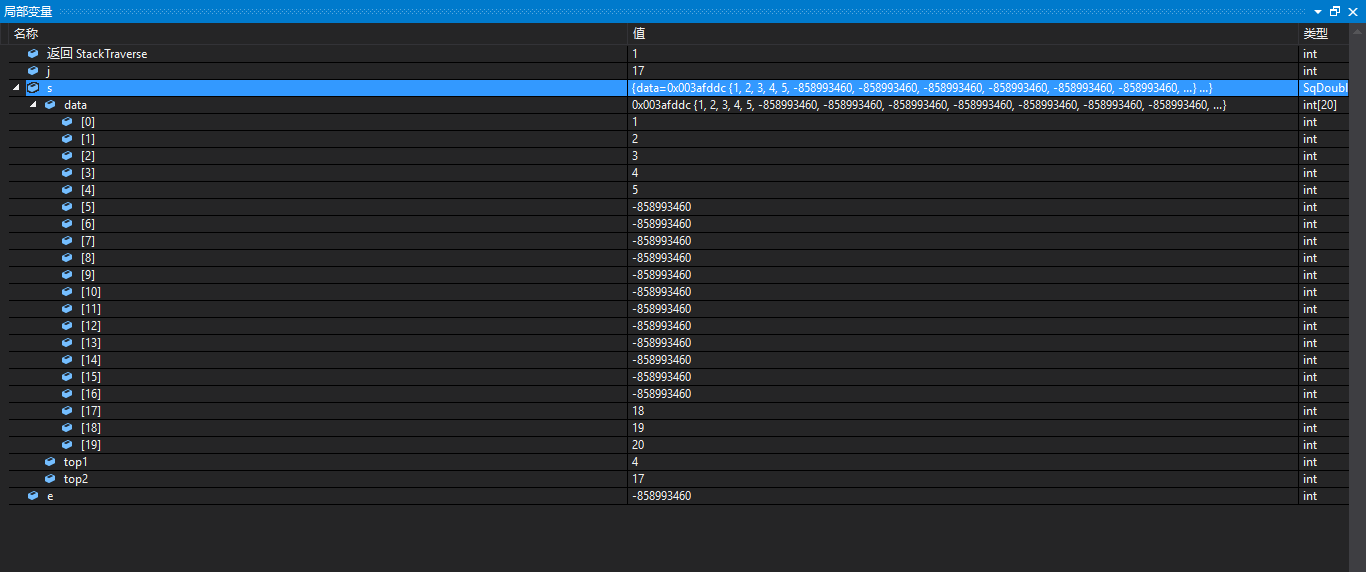 局部变量
名称 值 类型
返回 StackTraverse 1 int
j 17 int
s {data=0x003afddc {1, 2, 3, 4, 5, -858993460, -858993460, -858993460, -858993460, -858993460, -858993460, ...} ...} SqDoubl
data 0x003afddc {1, 2, 3, 4, 5, -858993460, -858993460, -858993460, -858993460, -858993460, -858993460, -858993460, ...} int[20]
[0] 1 int
[1] 2 int
[2] 3 int
[3] 4 int
[4] 5 int
[5] -858993460 int
[6] -858993460 int
[7] -858993460 int
[8] -858993460 int
[9] -858993460 int
[10] -858993460 int
[11] -858993460 int
[12] -858993460 int
[13] -858993460 int
[14] -858993460 int
[15] -858993460 int
[16] -858993460 int
[17] 18 int
[18] 19 int
[19] 20 int
top1 4 int
top2 17 int
e -858993460 int